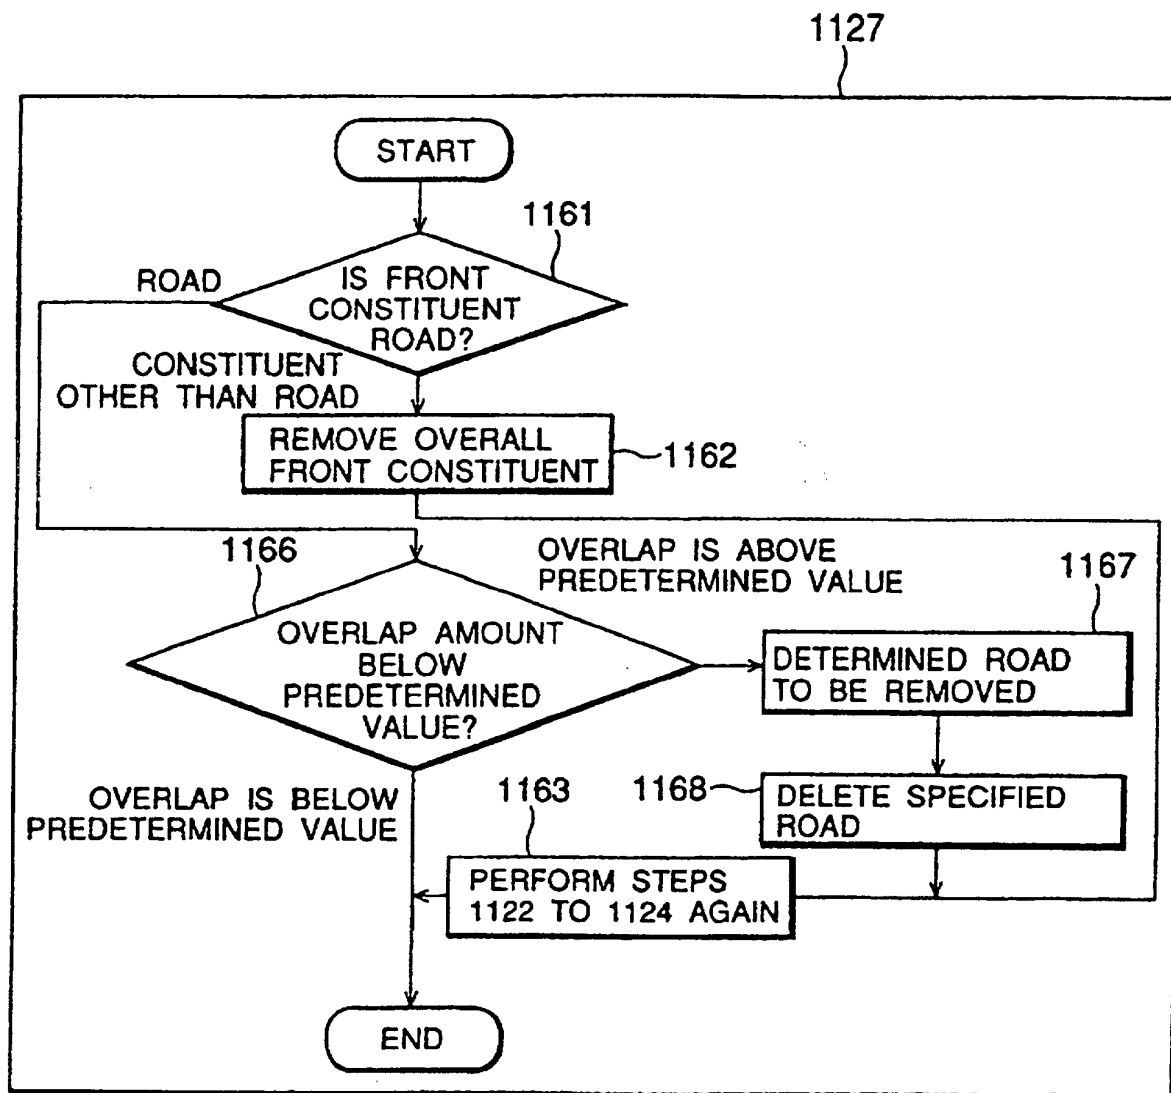 1127
START
1161
ROAD
IS FRONT
CONSTITUENT
ROAD?
CONSTITUENT
OTHER THAN ROAD
REMOVE OVERALL
FRONT CONSTITUENT
1162
1166
OVERLAP IS ABOVE
PREDETERMINED VALUE
1167
OVERLAP AMOUNT
BELOW
PREDETERMINED
VALUE?
DETERMINED ROAD
TO BE REMOVED
OVERLAP IS BELOW
PREDETERMINED VALUE
1163
1168
DELETE SPECIFIED
ROAD
PERFORM STEPS
1122 TO 1124 AGAIN
END